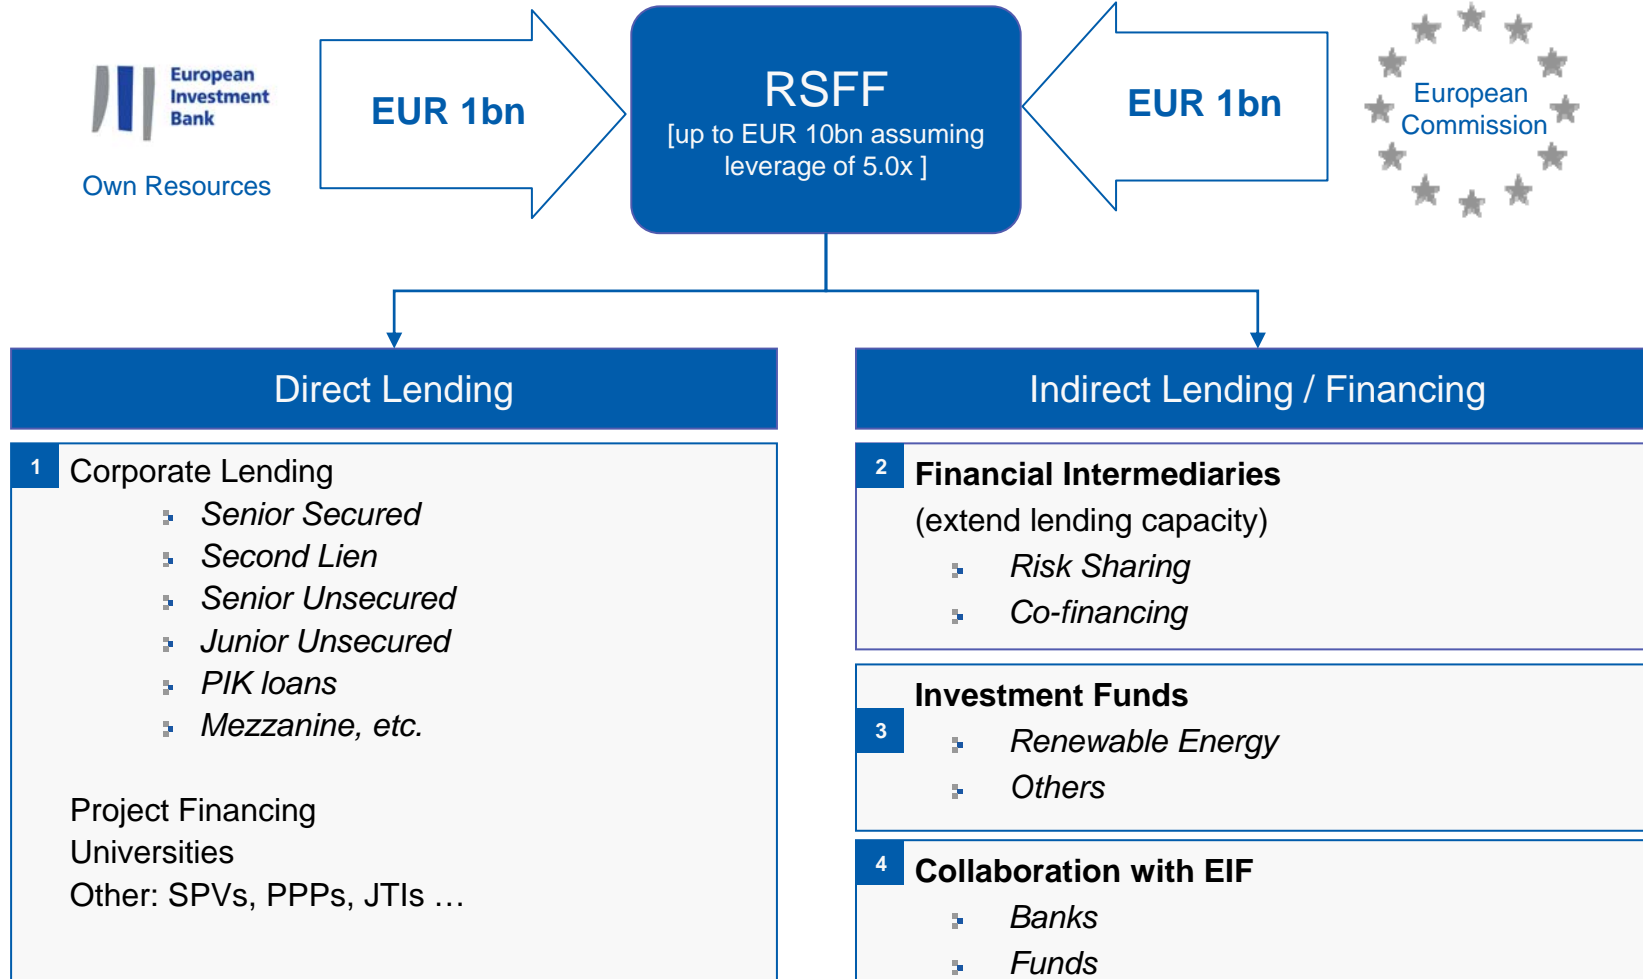 European
Investment
Bank
Own Resources
EUR 1bn
RSFF
[up to EUR 10bn assuming
leverage of 5.0x ]
EUR 1bn
European
Commission
Direct Lending
1
Corporate Lending
Senior Secured
Second Lien
Senior Unsecured
Junior Unsecured
PIK loans
Mezzanine, etc.
Project Financing
Universities
Other: SPVs, PPPs, JTIs …
Indirect Lending / Financing
2
Financial Intermediaries
(extend lending capacity)
Risk Sharing
Co-financing
Investment Funds
3
Renewable Energy
Others
4
Collaboration with EIF
Banks
Funds